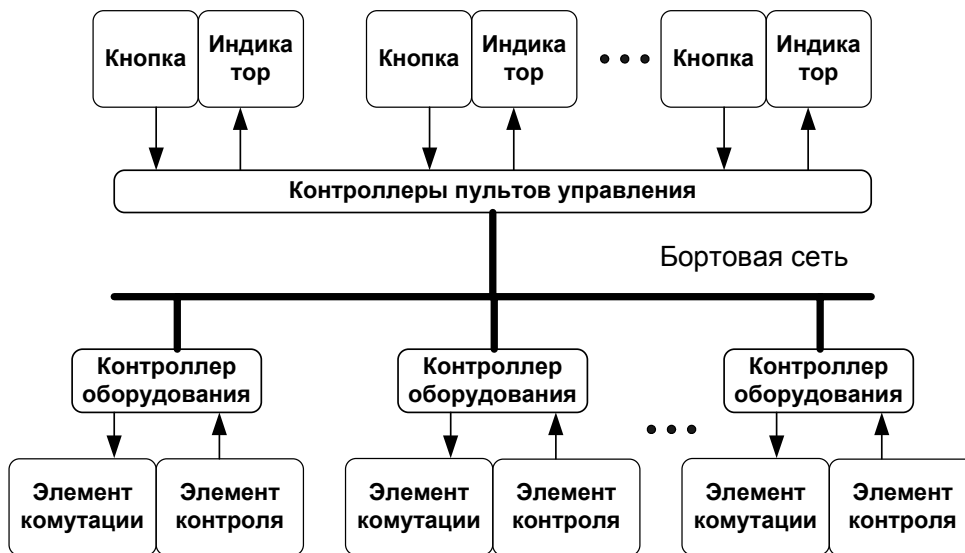 Кнопка
Индика
тор
Кнопка
Индика
тор
Кнопка
Индика
тор
Контроллеры пультов управления
Бортовая сеть
Контроллер
оборудования
Контроллер
оборудования
Контроллер
оборудования
Элемент
комутации
Элемент
контроля
Элемент
комутации
Элемент
контроля
Элемент
комутации
Элемент
контроля